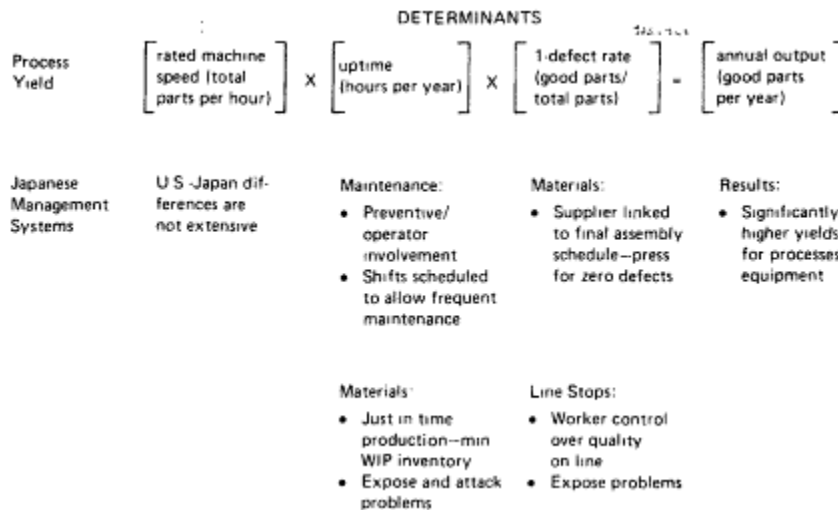 DETERMINANTS
Process
Yield
rated machine
speed (total
parts per hour)
X
uptime
(hours per year)
X
1-defect rate
(good parts/
total parts)
=
annual output
(good parts
per year)
Japanese
Management
Systems
U S -Japan dif-
ferences are
not extensive
Maintenance:
• Preventive/
operator
involvement
• Shifts scheduled
to allow frequent
maintenance
Materials:
• Supplier linked
to final assembly
schedule--press
for zero defects
Results:
• Significantly
higher yields
for processes
equipment
Materials:
• Just in time
production--min
WIP inventory
• Expose and attack
problems
Line Stops:
• Worker control
over quality
on line
• Expose problems